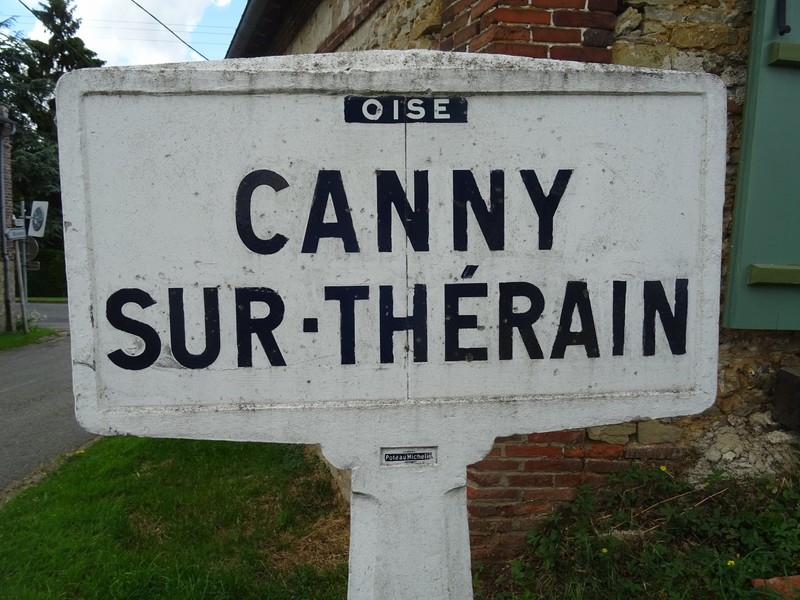 OISE
CANNY
SUR-THÉRAIN
Poteau Michelin